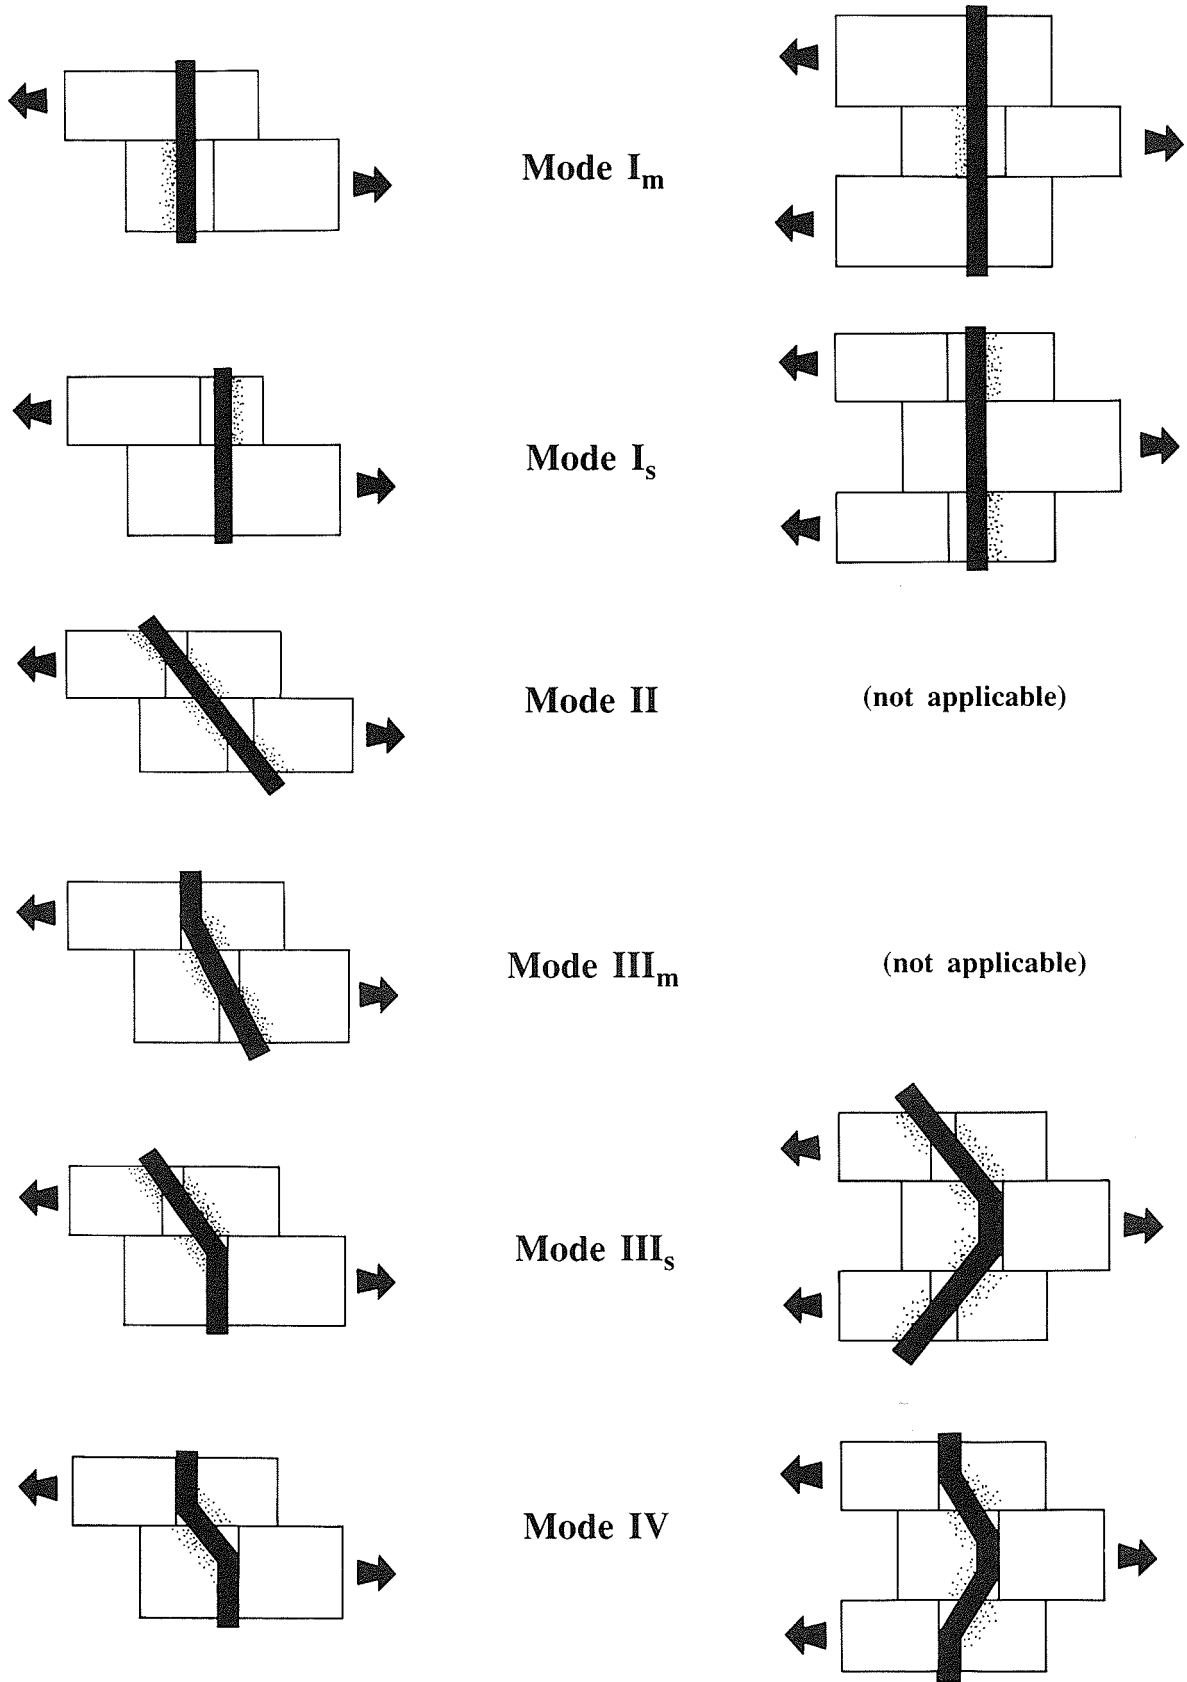 Mode Im
Mode Is
Mode II
(not applicable)
Mode IIIm
(not applicable)
Mode IIIs
Mode IV